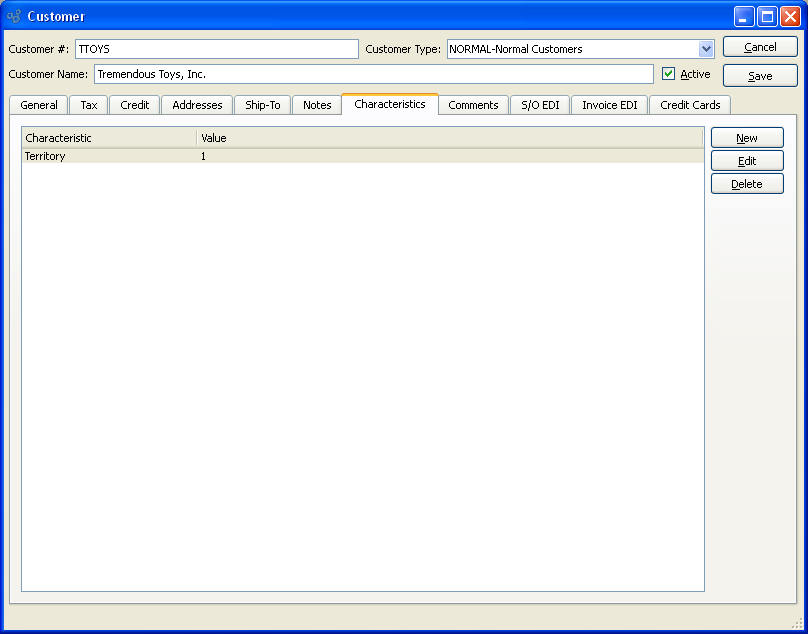 Customer
Customer #: TTOYS Customer Type: NORMAL-Normal Customers Cancel
Customer Name: Tremendous Toys, Inc. Active Save
General Tax Credit Addresses Ship-To Notes Characteristics Comments S/O EDI Invoice EDI Credit Cards
Characteristic Value New
Territory 1 Edit
Delete